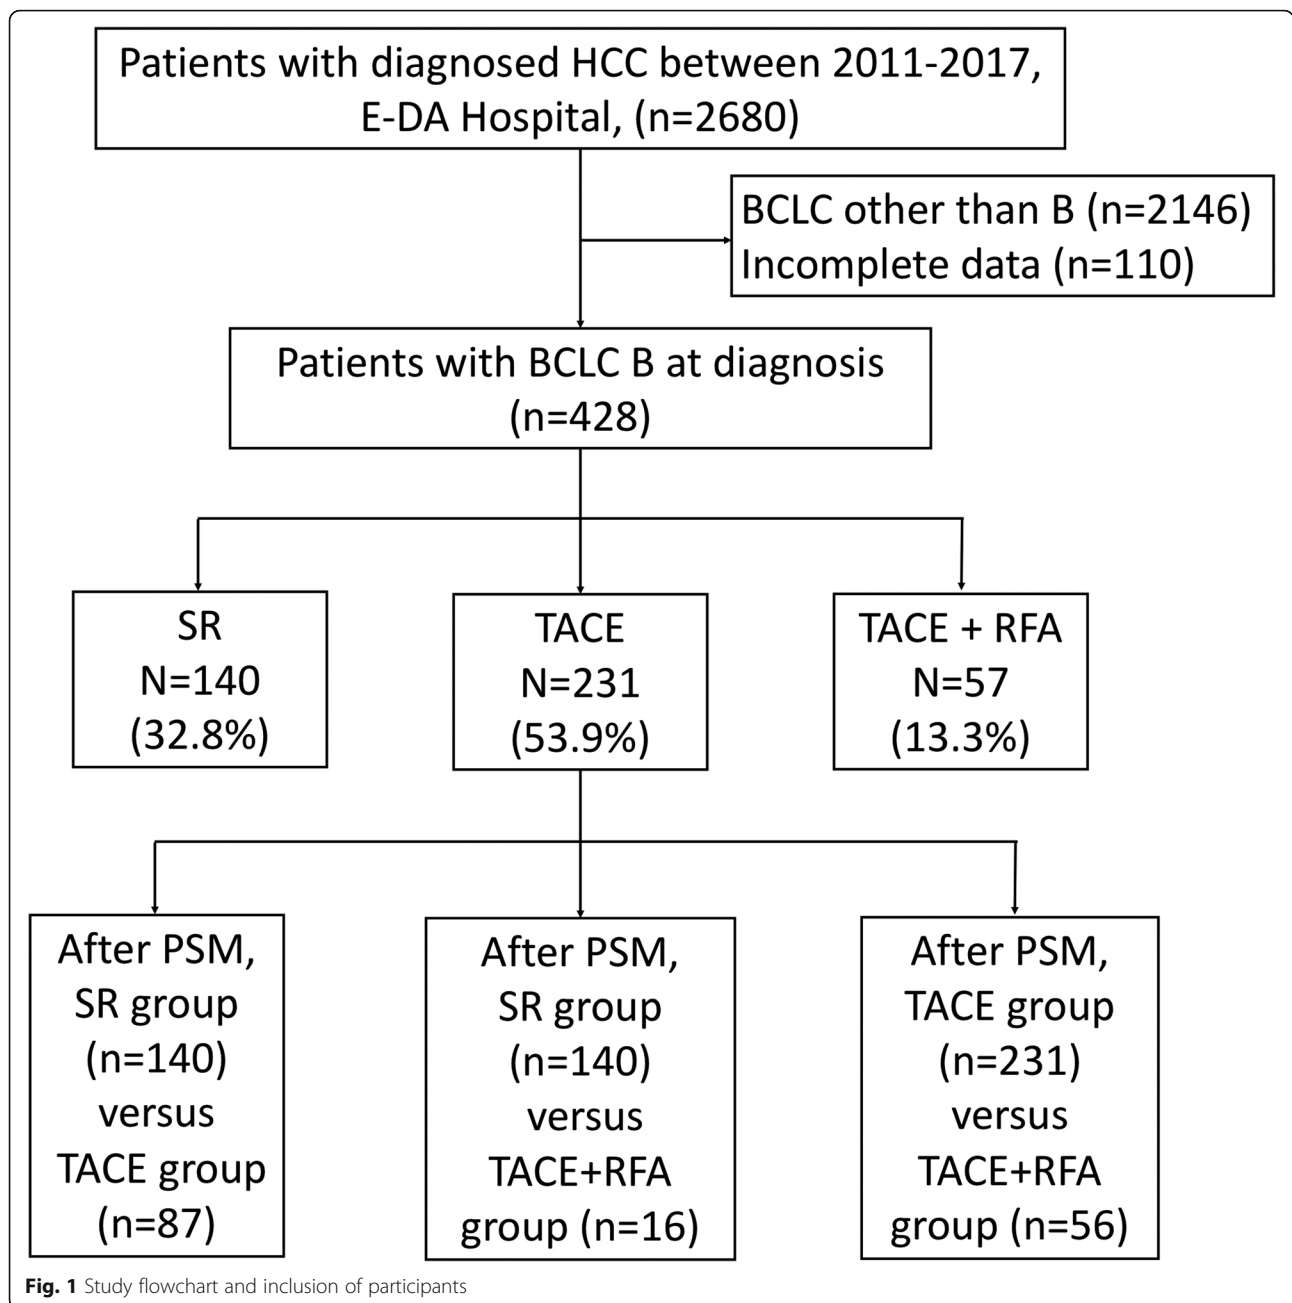 Patients with diagnosed HCC between 2011-2017,
E-DA Hospital, (n=2680)
BCLC other than B (n=2146)
Incomplete data (n=110)
Patients with BCLC B at diagnosis
(n=428)
SR
N=140
(32.8%)
TACE
N=231
(53.9%)
TACE + RFA
N=57
(13.3%)
After PSM,
SR group
(n=140)
versus
TACE group
(n=87)
After PSM,
SR group
(n=140)
versus
TACE+RFA
group (n=16)
After PSM,
TACE group
(n=231)
versus
TACE+RFA
group (n=56)
Fig. 1 Study flowchart and inclusion of participants